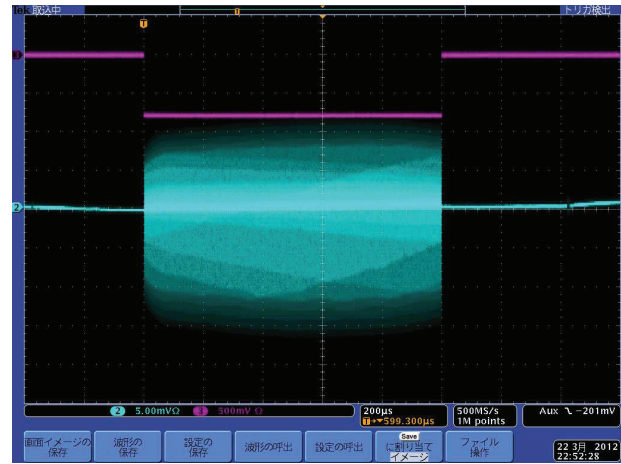 Tek 取込中
トリガ検出
T
T
3
2
2 5.00mVΩ 3 500mV Ω
200μs
T→▼599.300μs
500MS/s
1M points
Aux ∖ −201mV
画面イメージの
保存
波形の
保存
設定の
保存
波形の呼出
設定の呼出
Save
に割り当て
イメージ
ファイル
操作
22 3月 2012
22:52:28